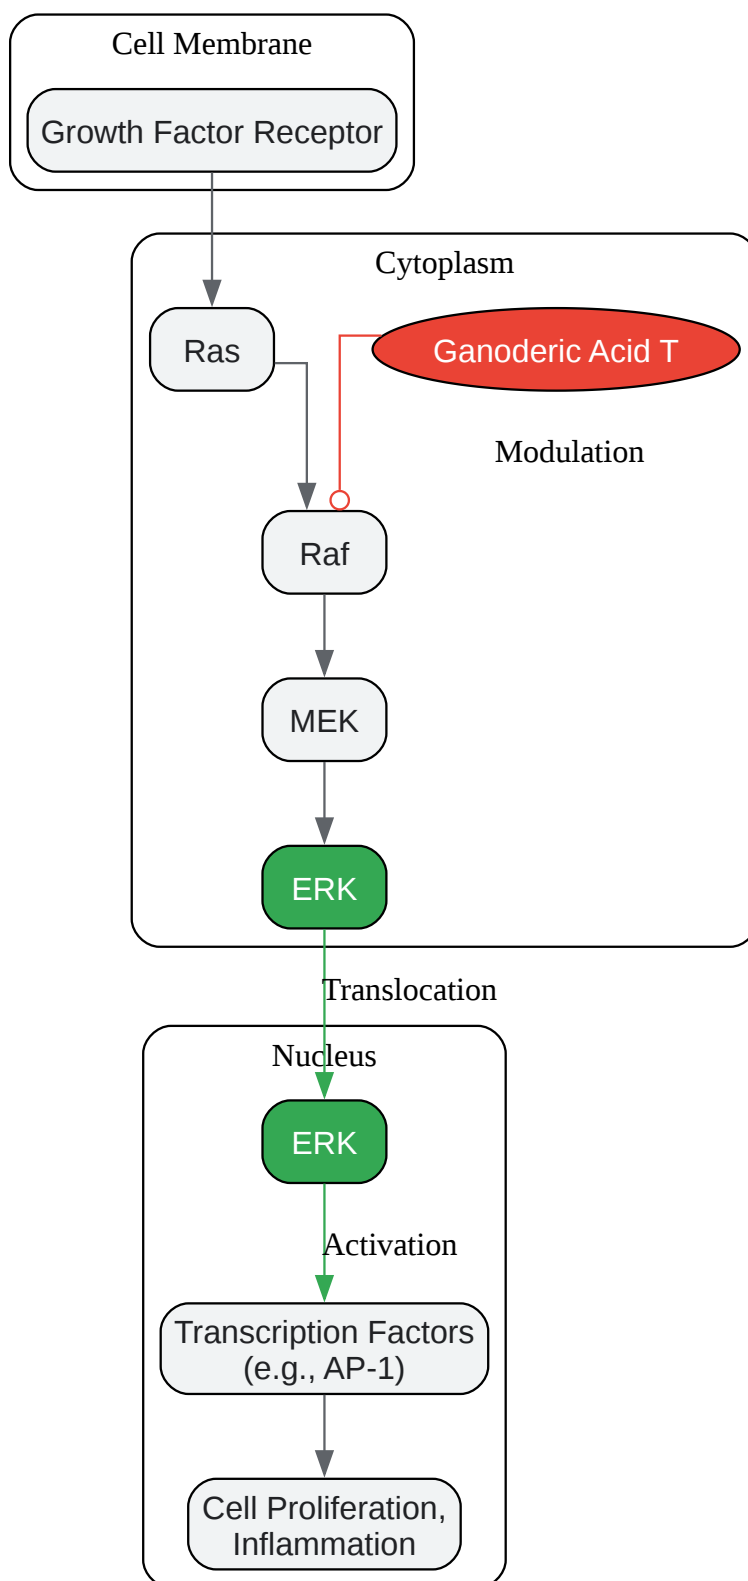 Cell Membrane
Growth Factor Receptor
Cytoplasm
Ras
Ganoderic Acid T
Modulation
Raf
MEK
ERK
Translocation
Nucleus
ERK
Activation
Transcription Factors
(e.g., AP-1)
Cell Proliferation,
Inflammation